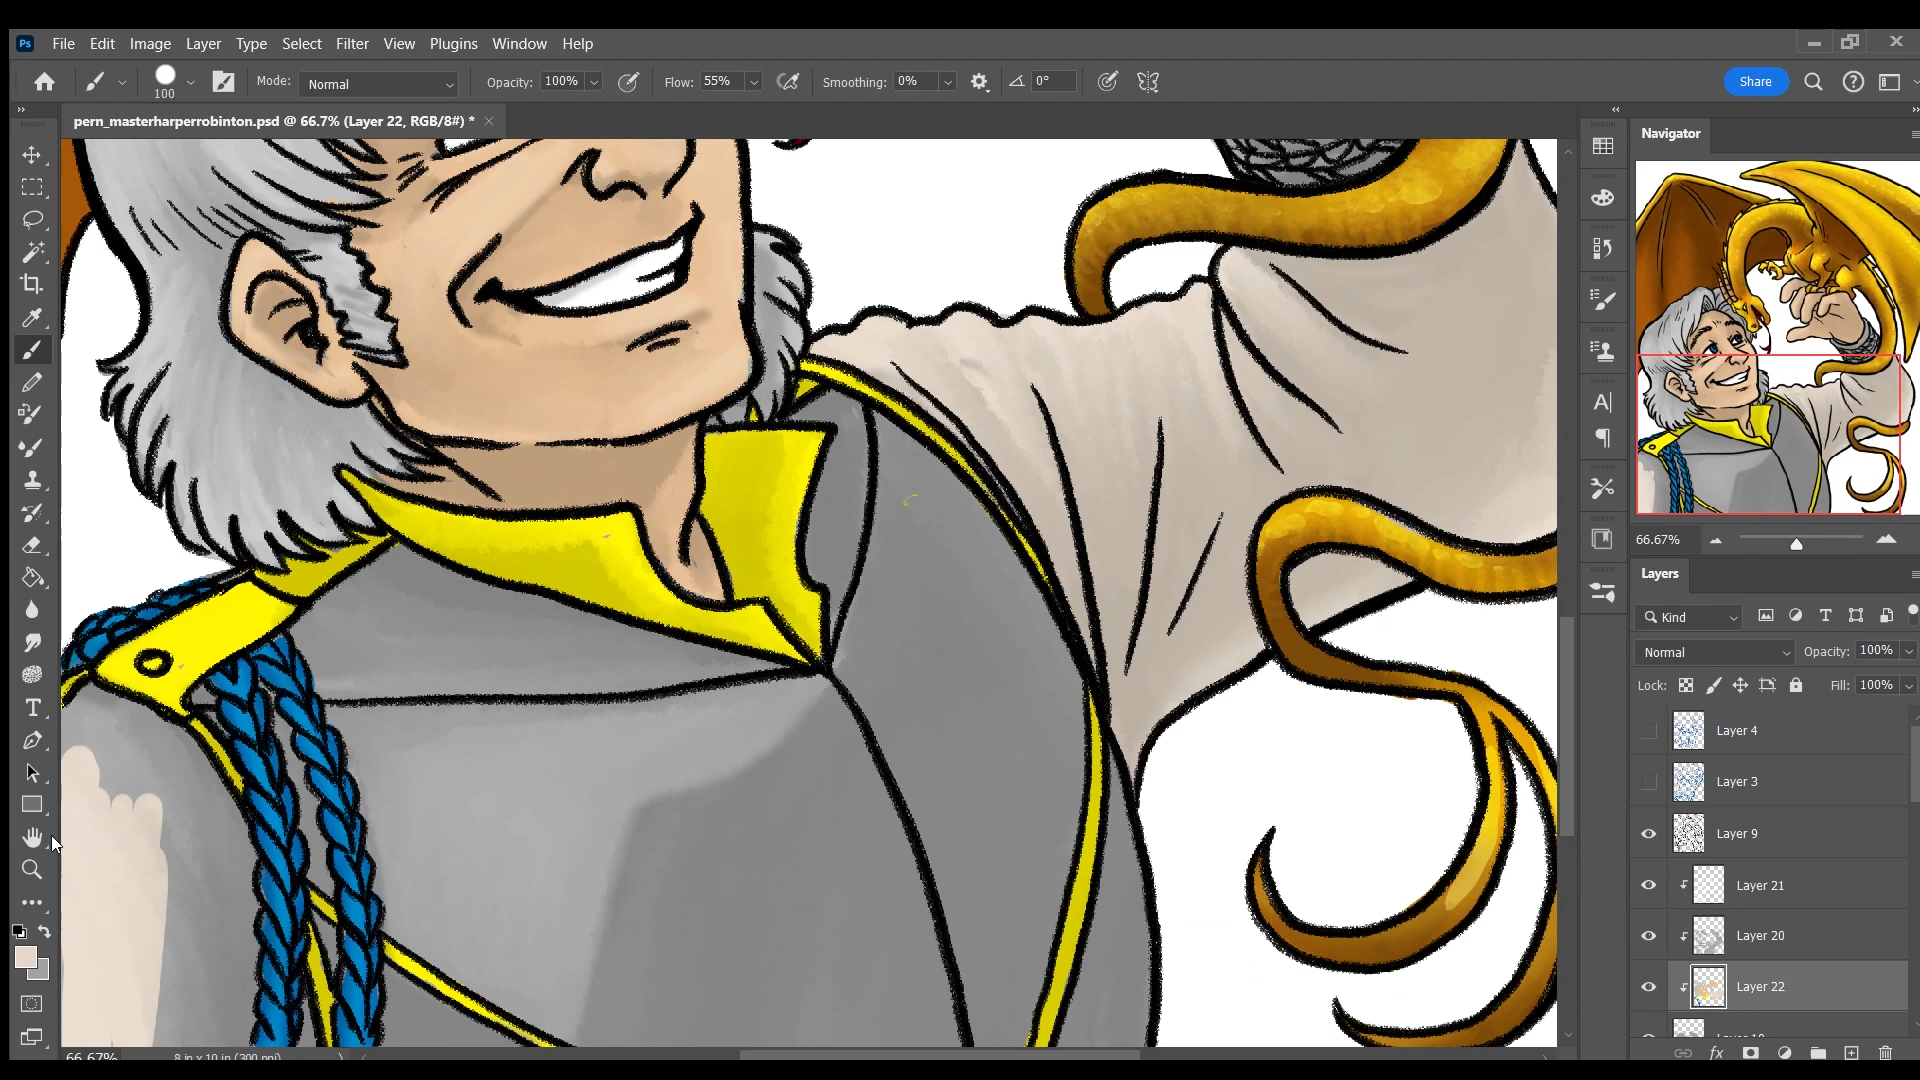 Ps File Edit Image Layer Type Select Filter View Plugins Window Help
100 Mode: Normal Opacity: 100% Flow: 55% Smoothing: 0% 0° Share
pern_masterharperrobinton.psd @ 66.7% (Layer 22, RGB/8#) *
Navigator
66.67%
Layers
Kind
Normal Opacity: 100%
Lock: Fill: 100%
Layer 4
Layer 3
Layer 9
Layer 21
Layer 20
Layer 22
66.67% 8 in x 10 in (300 ppi)
fx